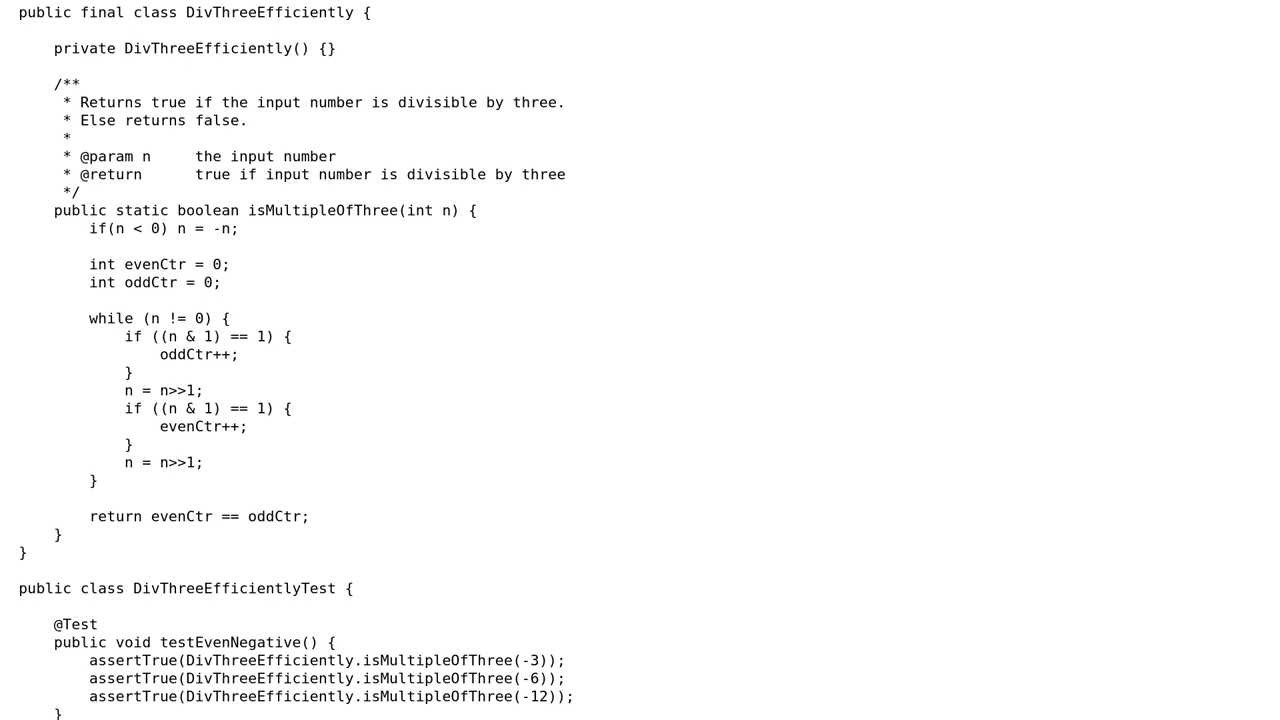 public final class DivThreeEfficiently {
private DivThreeEfficiently() {}
/**
* Returns true if the input number is divisible by three.
* Else returns false.
*
* @param n     the input number
* @return      true if input number is divisible by three
*/
public static boolean isMultipleOfThree(int n) {
if(n < 0) n = -n;
int evenCtr = 0;
int oddCtr = 0;
while (n != 0) {
if ((n & 1) == 1) {
oddCtr++;
}
n = n>>1;
if ((n & 1) == 1) {
evenCtr++;
}
n = n>>1;
}
return evenCtr == oddCtr;
}
}
public class DivThreeEfficientlyTest {
@Test
public void testEvenNegative() {
assertTrue(DivThreeEfficiently.isMultipleOfThree(-3));
assertTrue(DivThreeEfficiently.isMultipleOfThree(-6));
assertTrue(DivThreeEfficiently.isMultipleOfThree(-12));
}